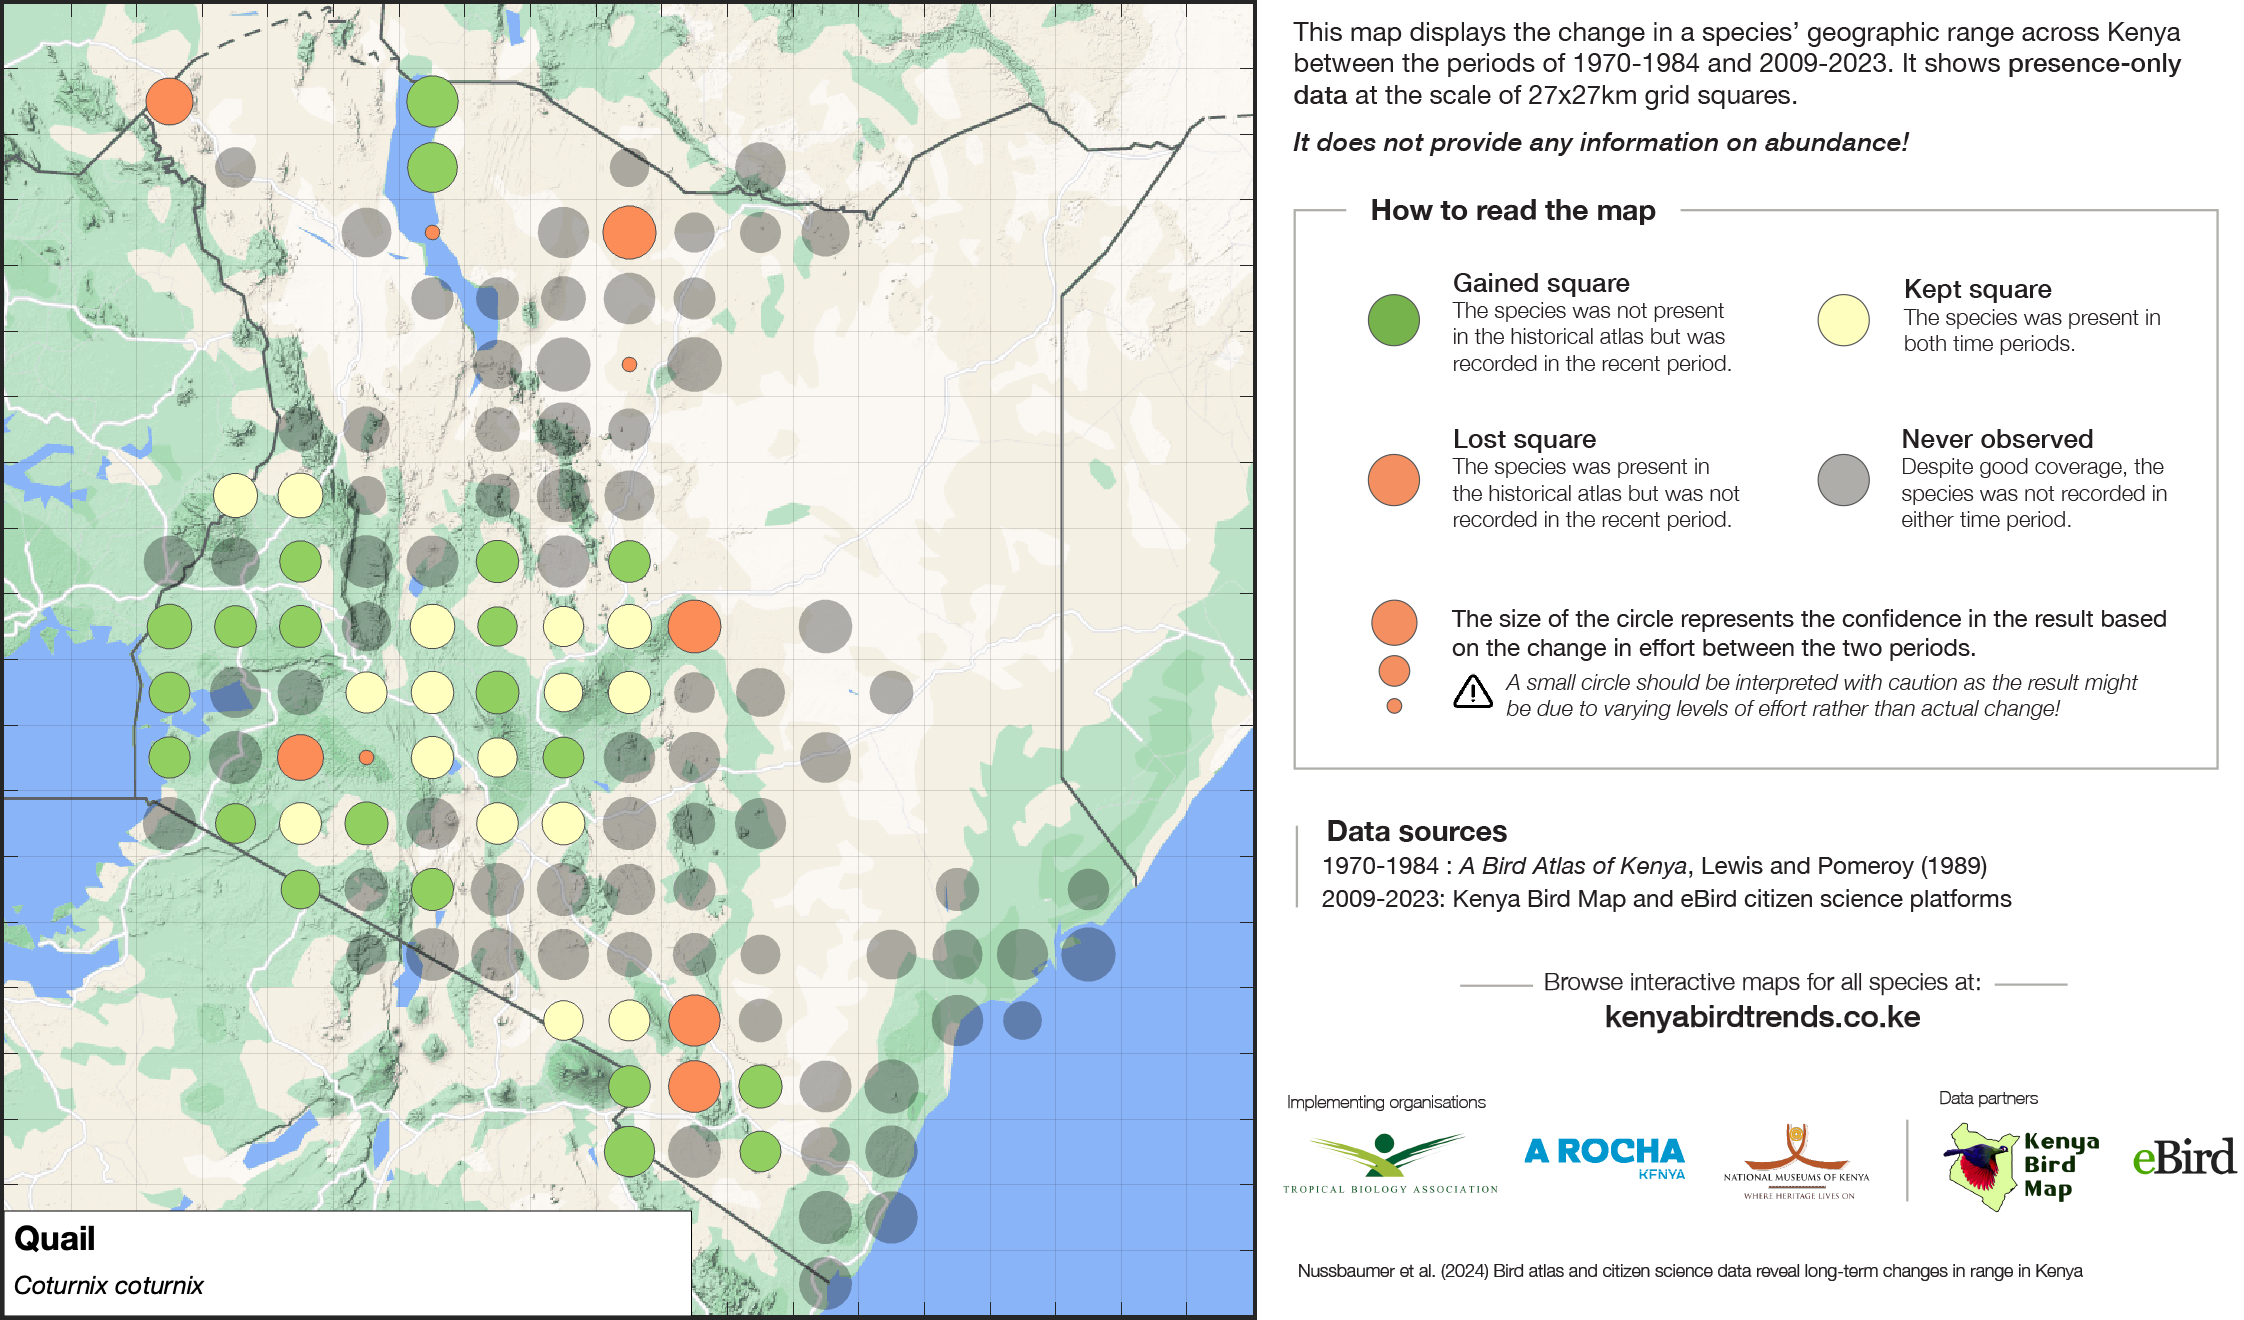 This map displays the change in a species' geographic range across Kenya
between the periods of 1970-1984 and 2009-2023. It shows presence-only
data at the scale of 27x27km grid squares.
It does not provide any information on abundance!
How to read the map
Gained square
The species was not present
in the historical atlas but was
recorded in the recent period.
Kept square
The species was present in
both time periods.
Lost square
The species was present in
the historical atlas but was not
recorded in the recent period.
Never observed
Despite good coverage, the
species was not recorded in
either time period.
The size of the circle represents the confidence in the result based
on the change in effort between the two periods.
A small circle should be interpreted with caution as the result might
be due to varying levels of effort rather than actual change!
Data sources
1970-1984 : A Bird Atlas of Kenya, Lewis and Pomeroy (1989)
2009-2023: Kenya Bird Map and eBird citizen science platforms
Browse interactive maps for all species at:
kenyabirdtrends.co.ke
Implementing organisations
Data partners
TROPICAL BIOLOGY ASSOCIATION
A ROCHA
KENYA
NATIONAL MUSEUMS OF KENYA
WHERE HERITAGE LIVES ON
Kenya
Bird
Map
eBird
Nussbaumer et al. (2024) Bird atlas and citizen science data reveal long-term changes in range in Kenya
Quail
Coturnix coturnix